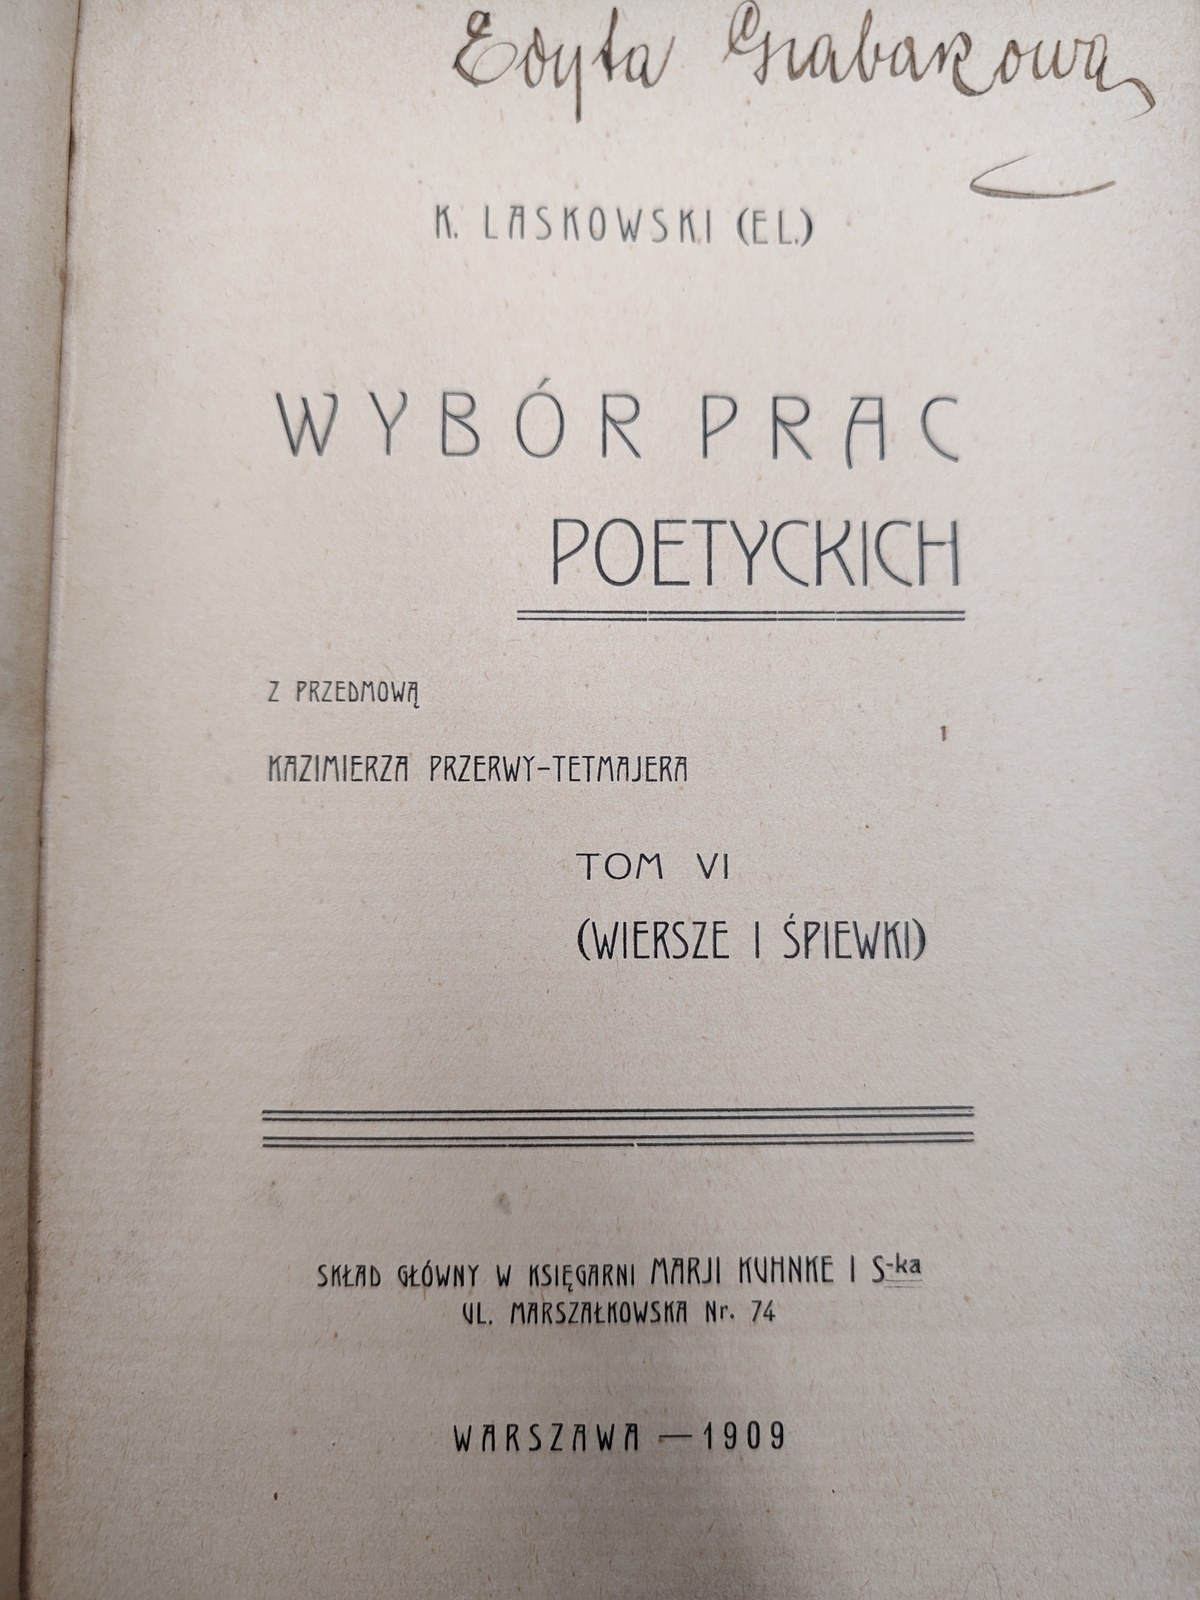 Edyta Grabakowa
K. LASKOWSKI (EL.)
WYBÓR PRAC
POETYCKICH
Z PRZEDMOWĄ
KAZIMIERZA PRZERWY-TETMAJERA
TOM VI
(WIERSZE I ŚPIEWKI)
SKŁAD GŁÓWNY W KSIĘGARNI MARJI KUHNKE I S-ka
UL. MARSZAŁKOWSKA Nr. 74
WARSZAWA — 1909